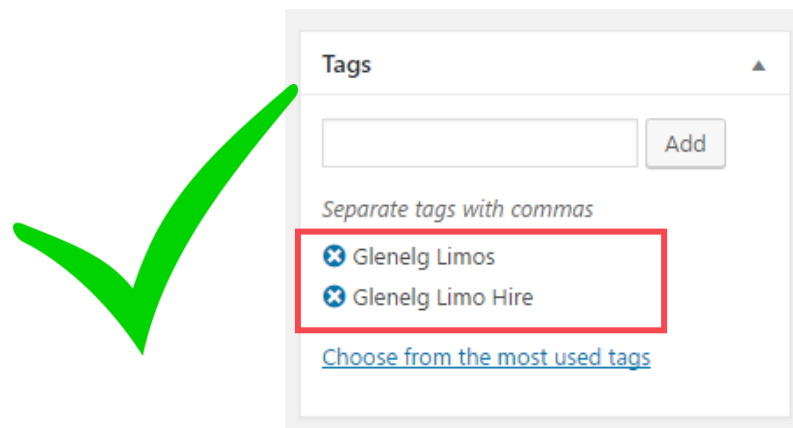 Tags
Add
Separate tags with commas
Glenelg Limos
Glenelg Limo Hire
Choose from the most used tags